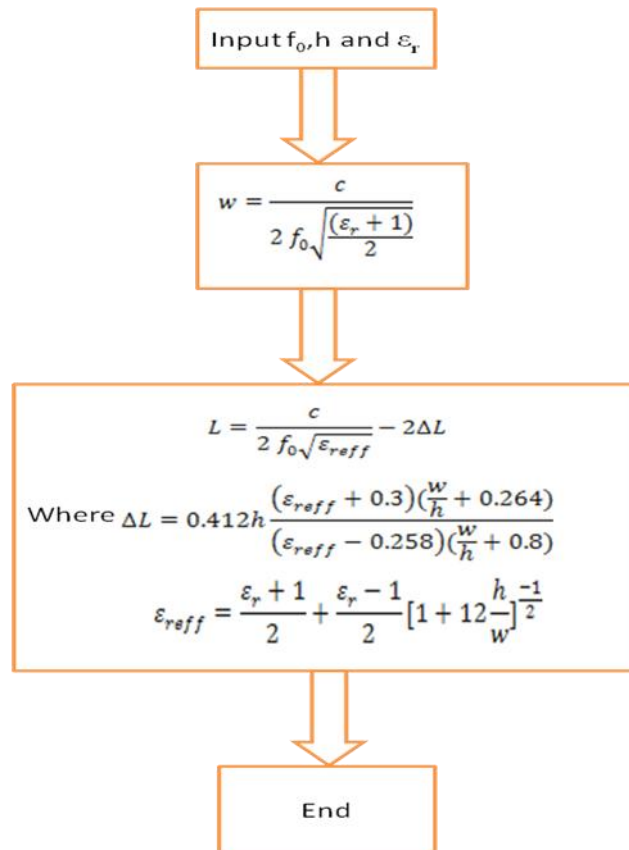 Input f₀,h and εᵣ
w = c / (2 f₀√((εᵣ + 1)/2))
L = c / (2 f₀√ε_reff) − 2ΔL
Where ΔL = 0.412h (ε_reff + 0.3)(w/h + 0.264) / (ε_reff − 0.258)(w/h + 0.8)
ε_reff = (εᵣ + 1)/2 + (εᵣ − 1)/2 [1 + 12 h/w]^(−1/2)
End